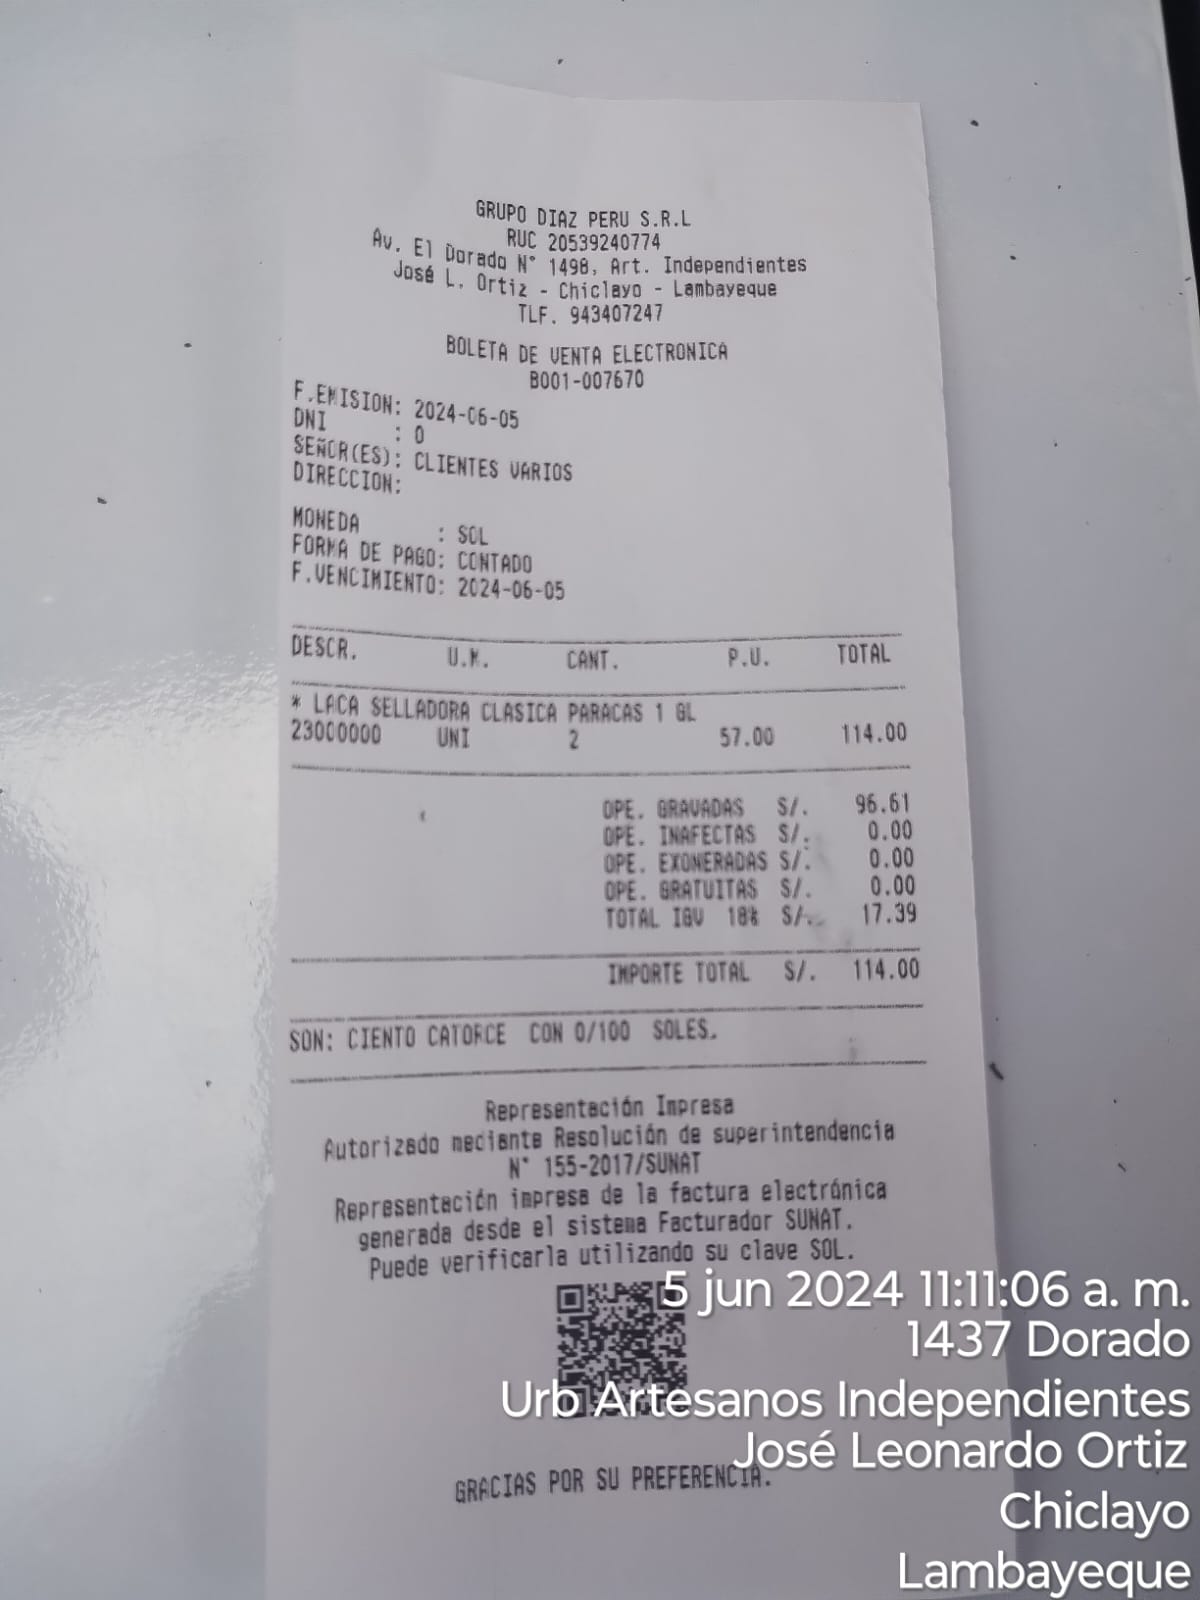 GRUPO DIAZ PERU S.R.L
RUC 20539240774
Av. El Dorado N° 1498, Art. Independientes
José L. Ortiz - Chiclayo - Lambayeque
TLF. 943407247
BOLETA DE VENTA ELECTRONICA
B001-007670
F.EMISION: 2024-06-05
DNI : 0
SEÑOR(ES): CLIENTES VARIOS
DIRECCION:
MONEDA : SOL
FORMA DE PAGO: CONTADO
F.VENCIMIENTO: 2024-06-05
DESCR. U.M. CANT. P.U. TOTAL
* LACA SELLADORA CLASICA PARACAS 1 GL
23000000 UNI 2 57.00 114.00
OPE. GRAVADAS S/. 96.61
OPE. INAFECTAS S/. 0.00
OPE. EXONERADAS S/. 0.00
OPE. GRATUITAS S/. 0.00
TOTAL IGV 18% S/. 17.39
IMPORTE TOTAL S/. 114.00
SON: CIENTO CATORCE CON 0/100 SOLES.
Representación Impresa
Autorizado mediante Resolución de superintendencia
N° 155-2017/SUNAT
Representación impresa de la factura electrónica
generada desde el sistema Facturador SUNAT.
Puede verificarla utilizando su clave SOL.
GRACIAS POR SU PREFERENCIA.
5 jun 2024 11:11:06 a. m.
1437 Dorado
Urb Artesanos Independientes
José Leonardo Ortiz
Chiclayo
Lambayeque